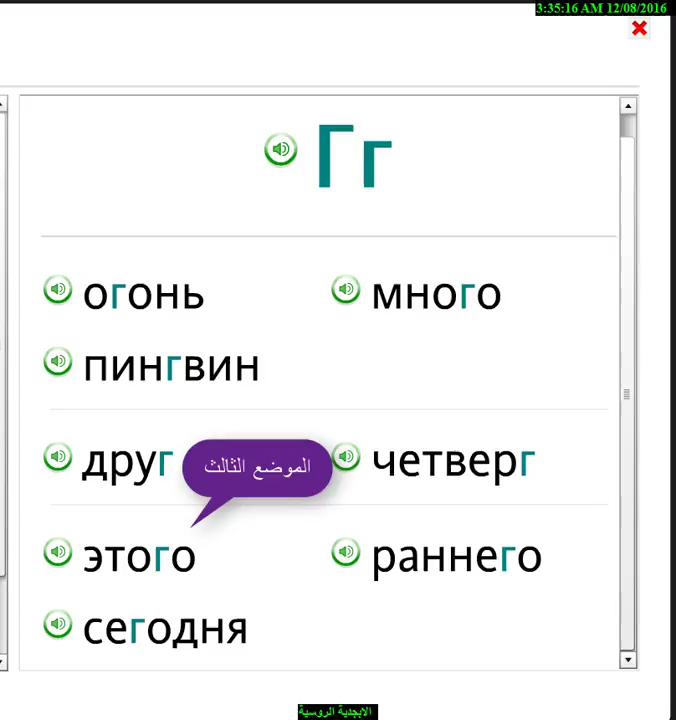 3:35:16 AM 12/08/2016
Гг
огонь много
пингвин
друг الموضع الثالث четверг
этого раннего
сегодня
الابجدية الروسية